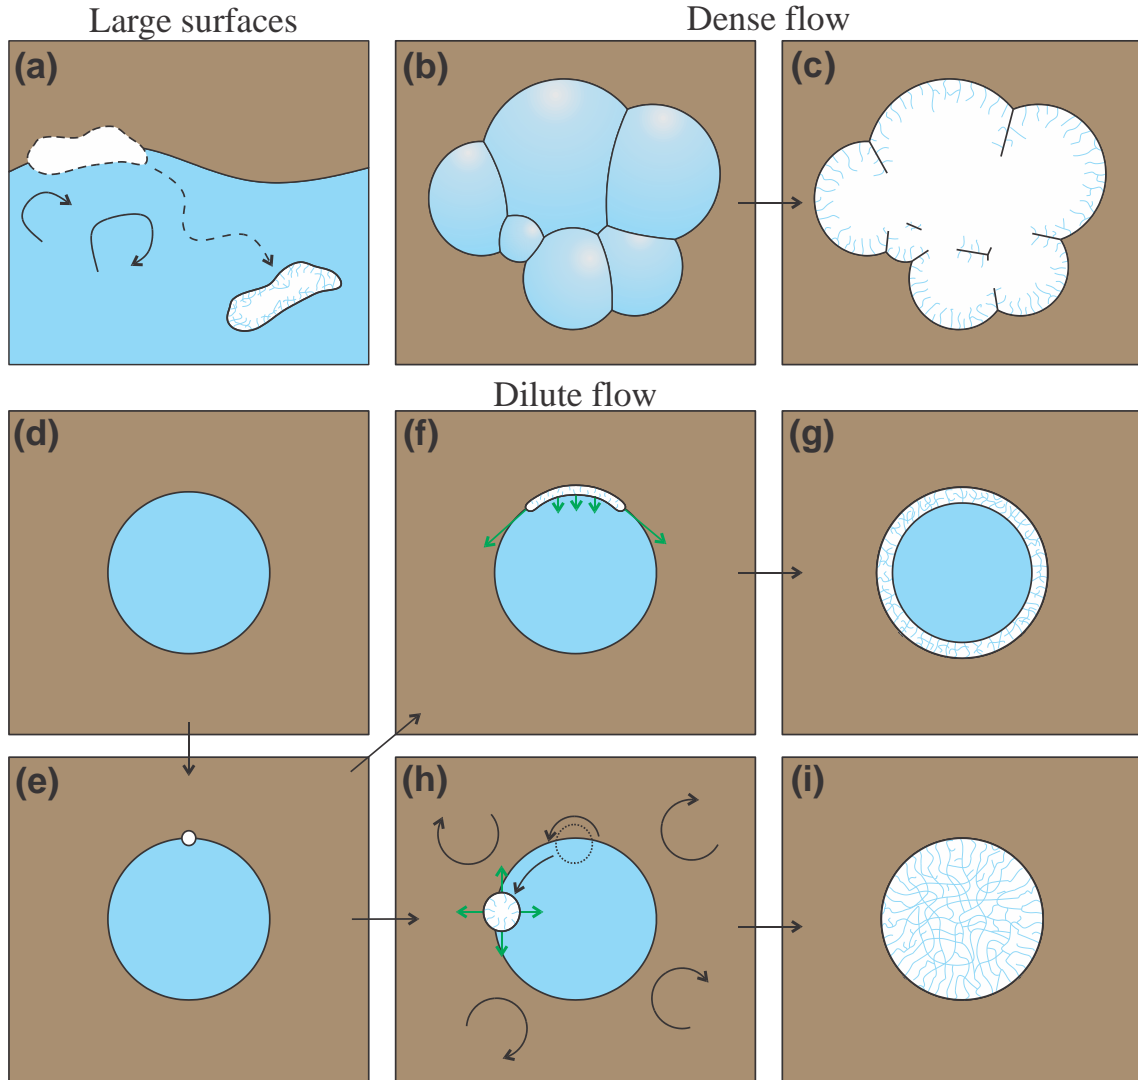 Large surfaces
Dense flow
(a)
(b)
(c)
Dilute flow
(d)
(f)
(g)
(e)
(h)
(i)